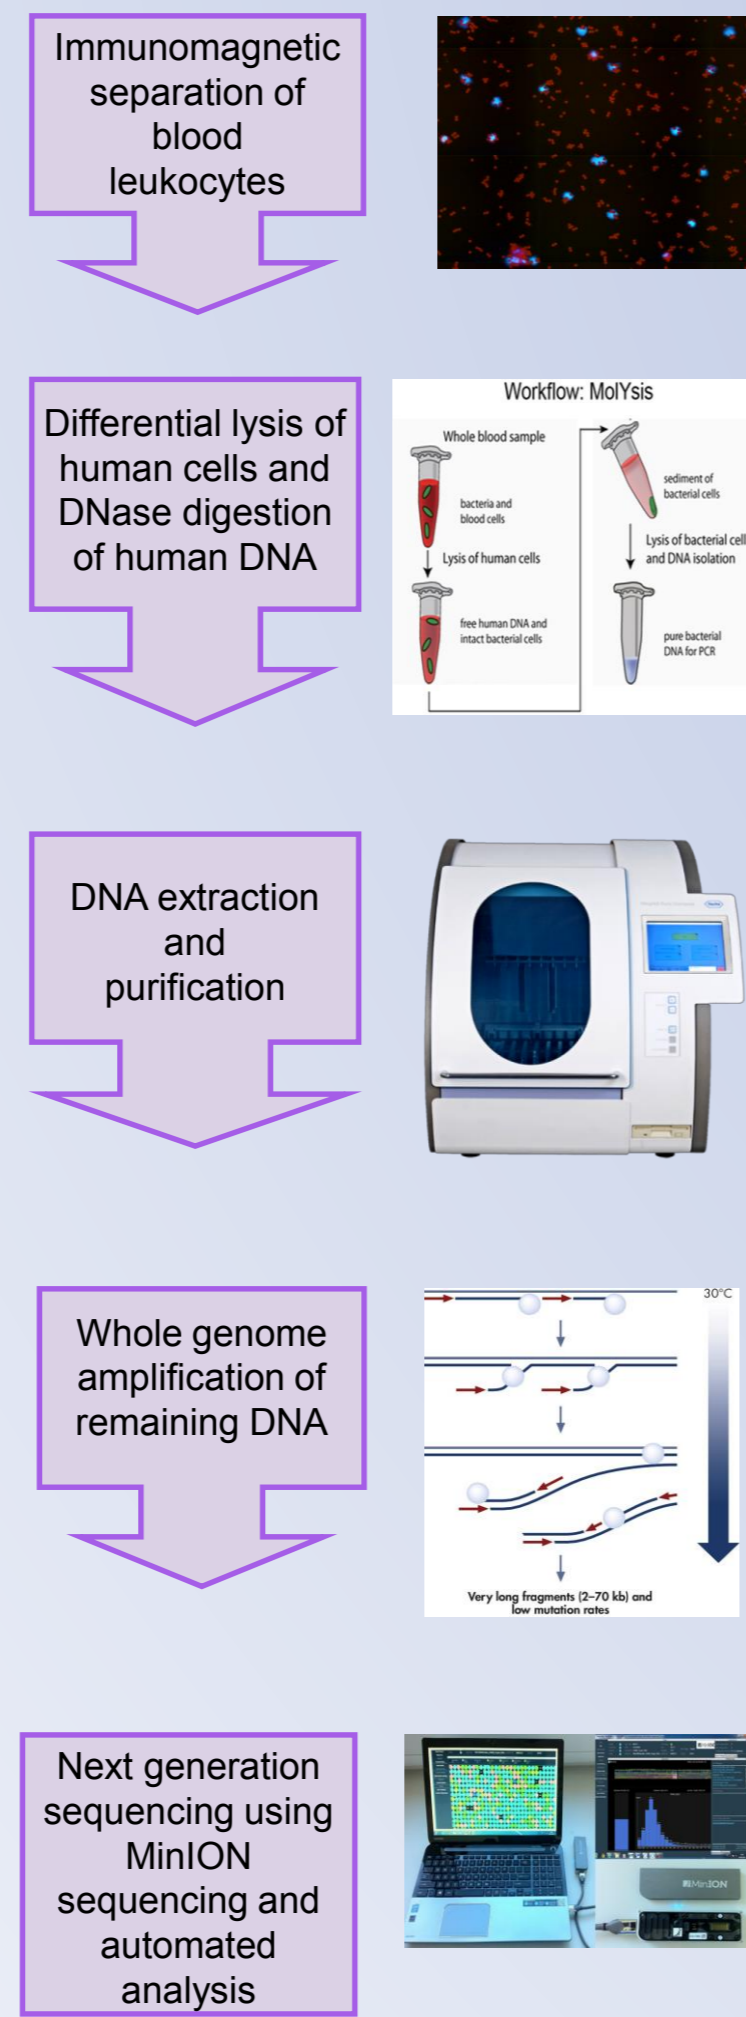 Immunomagnetic
separation of
blood
leukocytes
Differential lysis of
human cells and
DNase digestion
of human DNA
Workflow: MolYsis
Whole blood sample
bacteria and
blood cells
Lysis of human cells
free human DNA and
intact bacterial cells
sediment of
bacterial cells
Lysis of bacterial cell
and DNA isolation
pure bacterial
DNA for PCR
DNA extraction
and
purification
Whole genome
amplification of
remaining DNA
30°C
Very long fragments (2–70 kb) and
low mutation rates
Next generation
sequencing using
MinION
sequencing and
automated
analysis
MinION